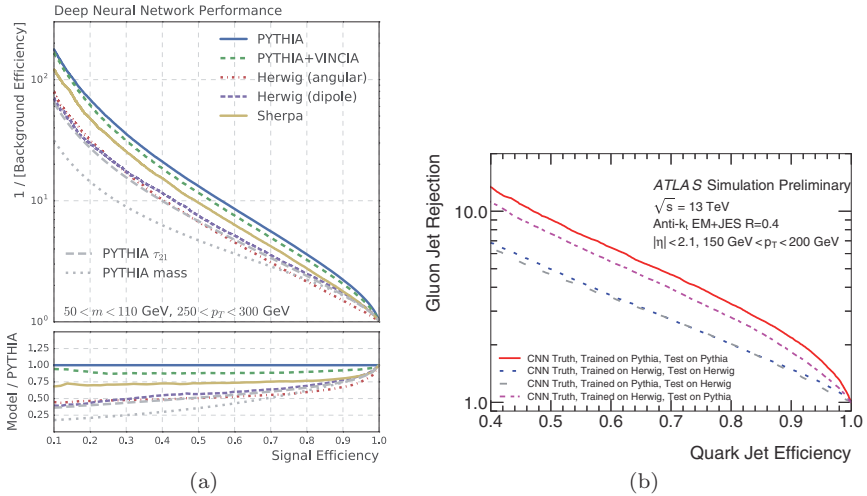 Deep Neural Network Performance
1 / [Background Efficiency]
10²
10¹
10⁰
PYTHIA
PYTHIA+VINCIA
Herwig (angular)
Herwig (dipole)
Sherpa
PYTHIA τ₂₁
PYTHIA mass
50 < m < 110 GeV, 250 < p_T < 300 GeV
Model / PYTHIA
1.25
1.00
0.75
0.50
0.25
0.1 0.2 0.3 0.4 0.5 0.6 0.7 0.8 0.9 1.0
Signal Efficiency
(a)
Gluon Jet Rejection
10.0
1.0
ATLAS Simulation Preliminary
√s = 13 TeV
Anti-k_t EM+JES R=0.4
|η| < 2.1, 150 GeV < p_T < 200 GeV
CNN Truth, Trained on Pythia, Test on Pythia
CNN Truth, Trained on Herwig, Test on Herwig
CNN Truth, Trained on Pythia, Test on Herwig
CNN Truth, Trained on Herwig, Test on Pythia
0.4 0.5 0.6 0.7 0.8 0.9 1.0
Quark Jet Efficiency
(b)